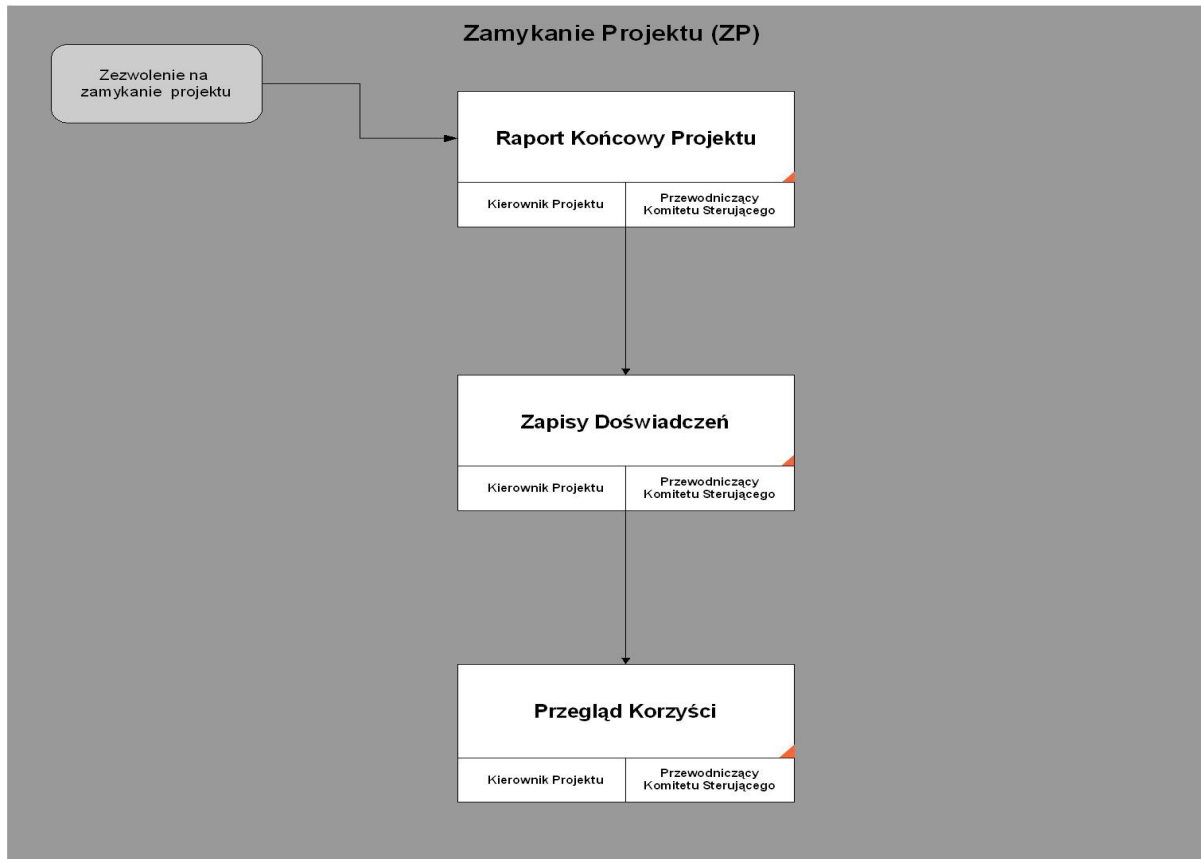 Zamykanie Projektu (ZP)
Zezwolenie na
zamykanie projektu
Raport Końcowy Projektu
Kierownik Projektu
Przewodniczący
Komitetu Sterującego
Zapisy Doświadczeń
Kierownik Projektu
Przewodniczący
Komitetu Sterującego
Przegląd Korzyści
Kierownik Projektu
Przewodniczący
Komitetu Sterującego